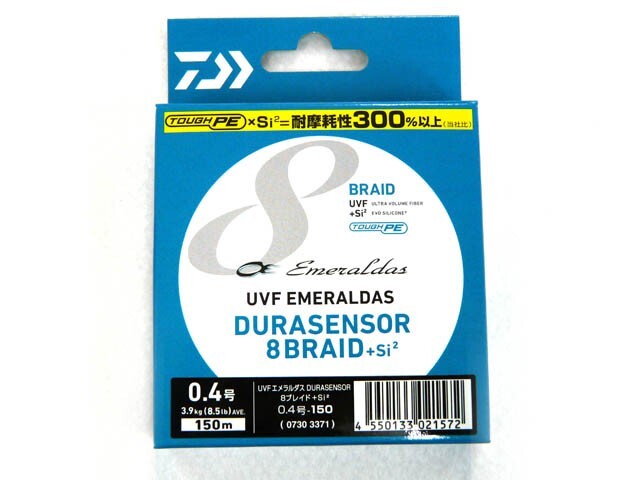 TOUGH PE ×Si²=耐摩耗性300%以上(当社比)
8
BRAID
UVF ULTRA VOLUME FIBER
+Si² EVO SILICONE²
TOUGH PE
Emeraldas
UVF EMERALDAS
DURASENSOR
8BRAID+Si²
0.4号
3.9kg(8.5lb)AVE.
150m
UVFエメラルダス DURASENSOR
8ブレイド+Si²
0.4号-150
(0730 3371)
4 550133 021572